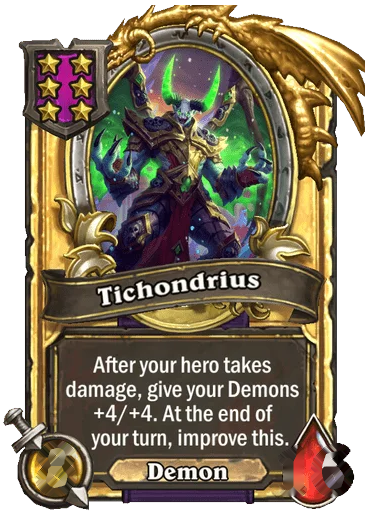 Tichondrius
After your hero takes
damage, give your Demons
+4/+4. At the end of
your turn, improve this.
Demon